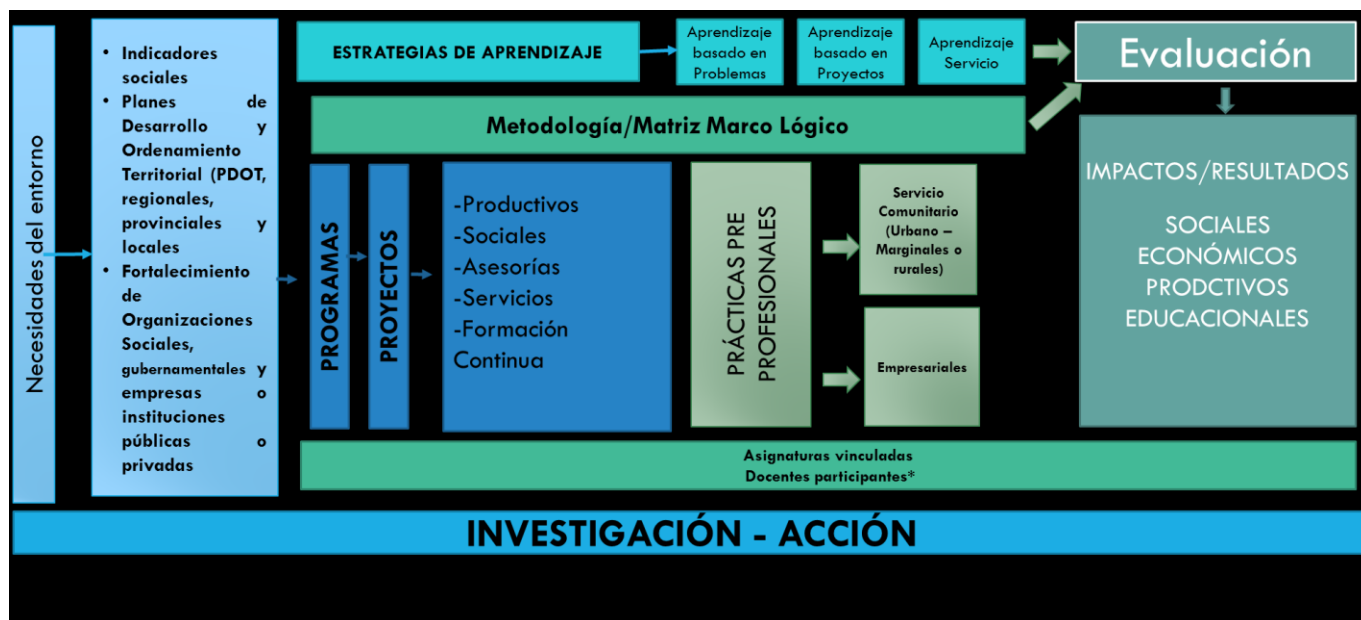 Necesidades del entorno
• Indicadores
sociales
• Planes de
Desarrollo y
Ordenamiento
Territorial (PDOT,
regionales,
provinciales y
locales
• Fortalecimiento
de
Organizaciones
Sociales,
gubernamentales y
empresas o
instituciones
públicas o
privadas
ESTRATEGIAS DE APRENDIZAJE
Aprendizaje
basado en
Problemas
Aprendizaje
basado en
Proyectos
Aprendizaje
Servicio
Evaluación
Metodología/Matriz Marco Lógico
PROGRAMAS
PROYECTOS
-Productivos
-Sociales
-Asesorías
-Servicios
-Formación
Continua
PRÁCTICAS PRE
PROFESIONALES
Servicio
Comunitario
(Urbano –
Marginales o
rurales)
Empresariales
IMPACTOS/RESULTADOS
SOCIALES
ECONÓMICOS
PRODCTIVOS
EDUCACIONALES
Asignaturas vinculadas
Docentes participantes*
INVESTIGACIÓN - ACCIÓN